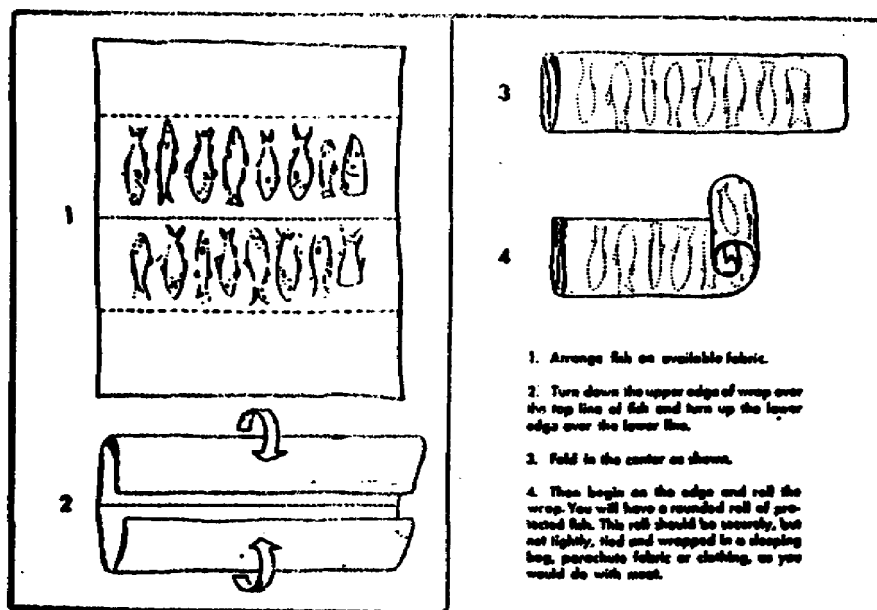 1
2
3
4
1. Arrange fish on available fabric.
2. Turn down the upper edge of wrap over
the top line of fish and turn up the lower
edge over the lower line.
3. Fold in the center as shown.
4. Then begin on the edge and roll the
wrap. You will have a rounded roll of pro-
tected fish. This roll should be securely, but
not tightly, tied and wrapped in a sleeping
bag, parachute fabric or clothing, as you
would do with meat.